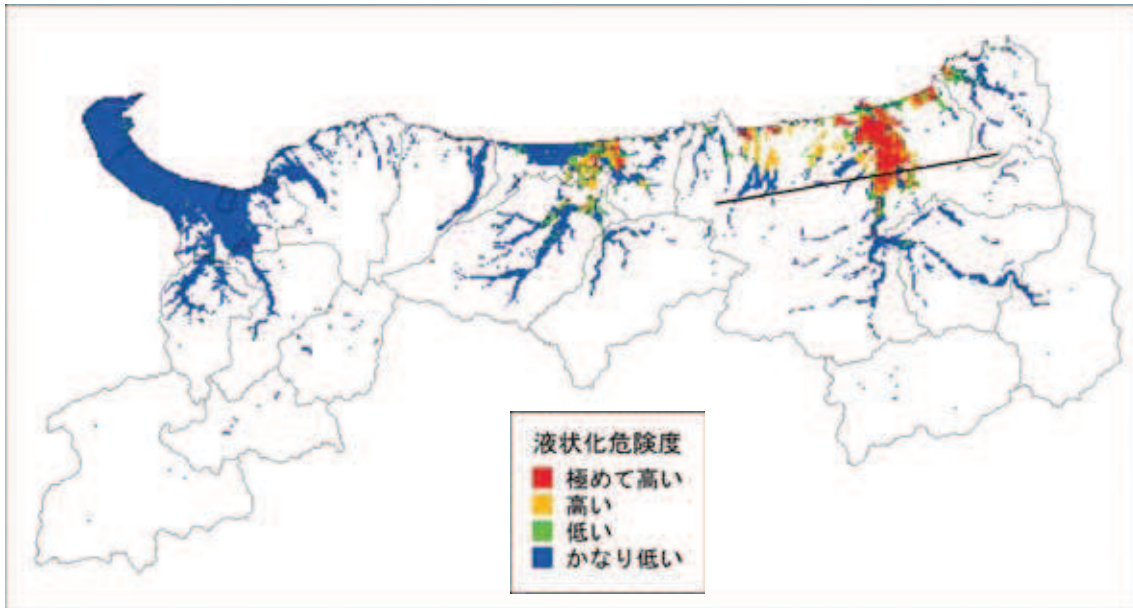 液状化危険度
極めて高い
高い
低い
かなり低い